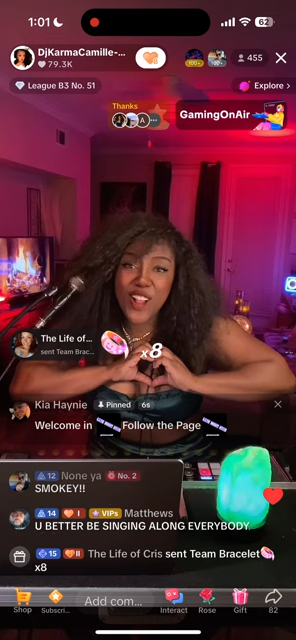 1:01
62
DjKarmaCamille-...
79.3K
100+
100+
455
League B3 No. 51
Explore >
Thanks
A
GamingOnAir
The Life of...
sent Team Brac...
x8
Kia Haynie
Pinned
6s
Welcome in Follow the Page
12 None ya No. 2
SMOKEY!!
14 I VIPs Matthews
U BETTER BE SINGING ALONG EVERYBODY
15 II The Life of Cris sent Team Bracelet
x8
Shop
Subscri...
Add com...
Interact
Rose
Gift
82